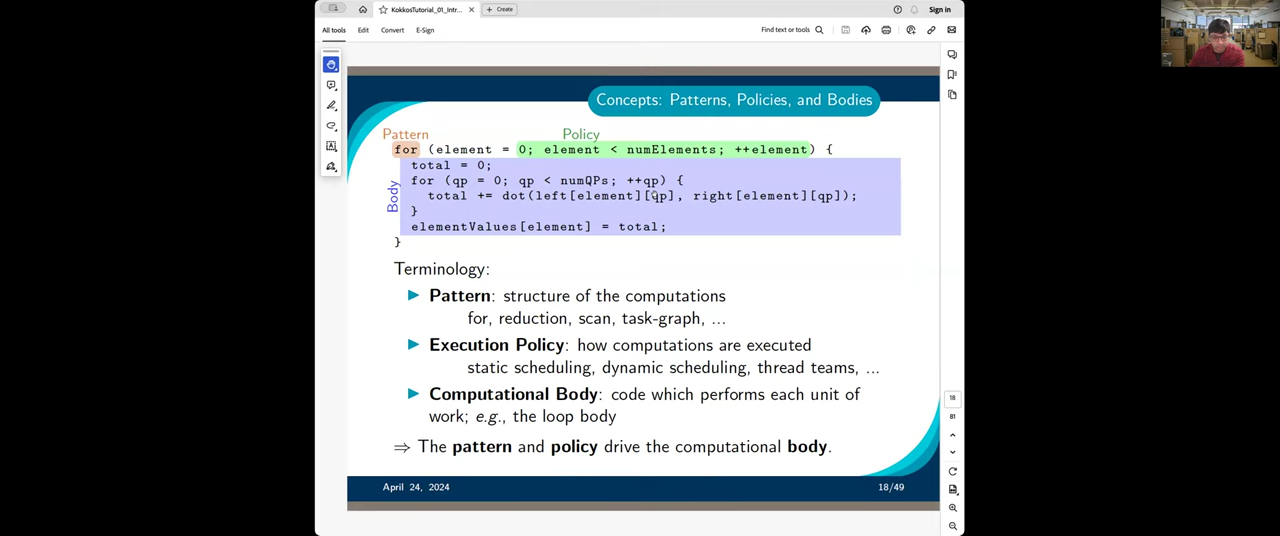 KokkosTutorial_01_Intr...
Create
Sign in
All tools Edit Convert E-Sign
Find text or tools
Concepts: Patterns, Policies, and Bodies
Pattern Policy
for (element = 0; element < numElements; ++element) {
Body
total = 0;
for (qp = 0; qp < numQPs; ++qp) {
total += dot(left[element][qp], right[element][qp]);
}
elementValues[element] = total;
}
Terminology:
Pattern: structure of the computations
for, reduction, scan, task-graph, ...
Execution Policy: how computations are executed
static scheduling, dynamic scheduling, thread teams, ...
Computational Body: code which performs each unit of
work; e.g., the loop body
⇒ The pattern and policy drive the computational body.
April 24, 2024 18/49
18
81